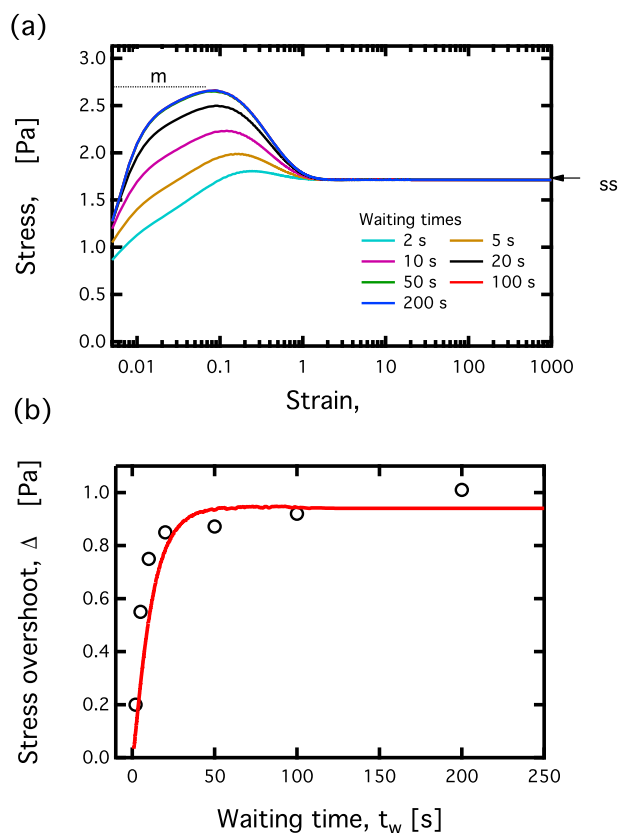 (a)
3.0
2.5
2.0
1.5
1.0
0.5
0.0
Stress, [Pa]
m
ss
Waiting times
2 s 5 s
10 s 20 s
50 s 100 s
200 s
0.01 0.1 1 10 100 1000
Strain,
(b)
1.0
0.8
0.6
0.4
0.2
0.0
Stress overshoot, Δ [Pa]
0 50 100 150 200 250
Waiting time, t_w [s]